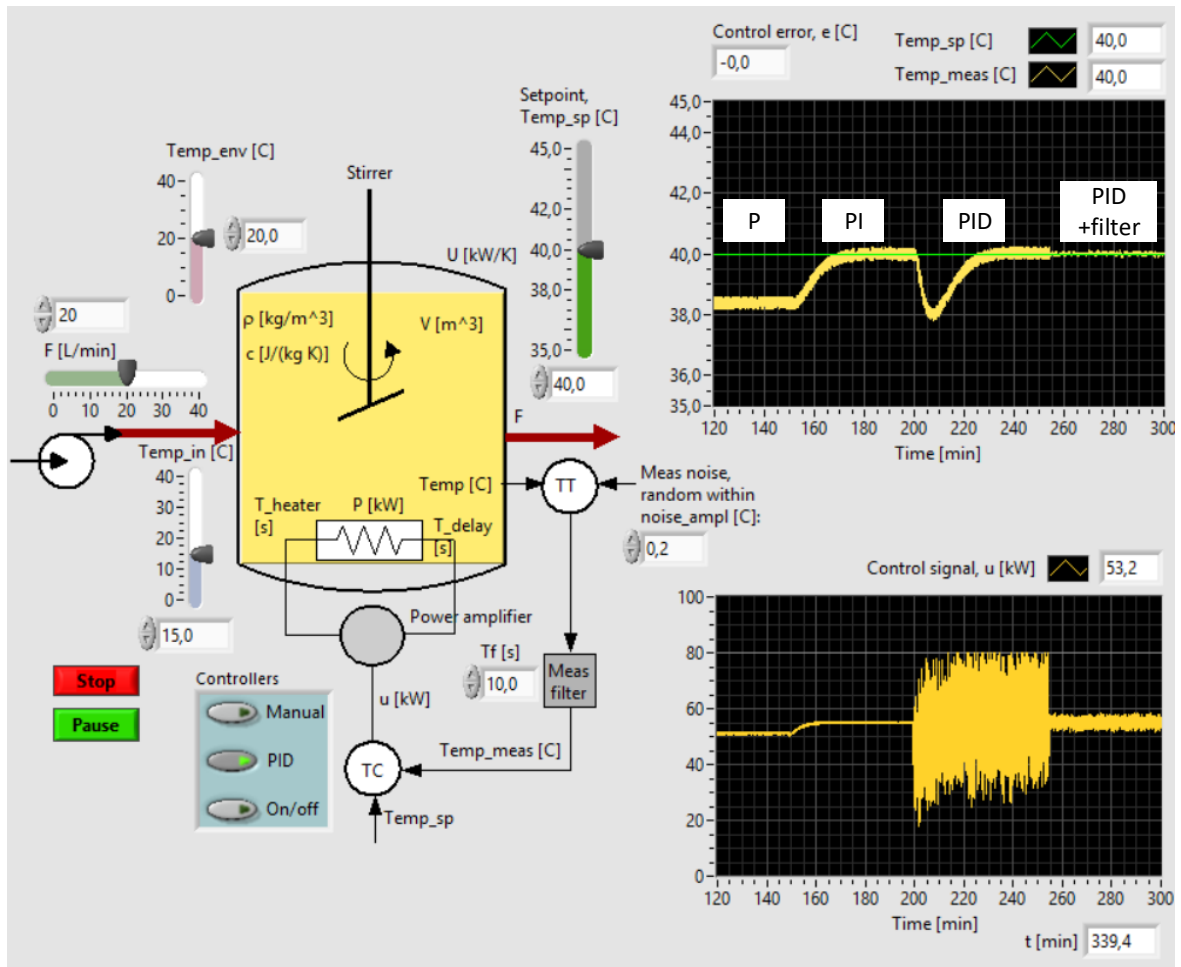 Control error, e [C]
-0,0
Temp_sp [C]
40,0
Temp_meas [C]
40,0
45,0
44,0
42,0
40,0
38,0
36,0
35,0
P
PI
PID
PID
+filter
120 140 160 180 200 220 240 260 280 300
Time [min]
Setpoint,
Temp_sp [C]
45,0
42,0
40,0
38,0
35,0
40,0
Temp_env [C]
40
20
0
20,0
Stirrer
U [kW/K]
ρ [kg/m^3]
V [m^3]
c [J/(kg K)]
20
F [L/min]
0 10 20 30 40
F
Temp_in [C]
40
30
20
10
0
15,0
Temp [C]
TT
Meas noise,
random within
noise_ampl [C]:
0,2
T_heater
[s]
P [kW]
T_delay
[s]
Power amplifier
Tf [s]
10,0
Meas
filter
u [kW]
Temp_meas [C]
TC
Temp_sp
Stop
Pause
Controllers
Manual
PID
On/off
Control signal, u [kW]
53,2
100
80
60
40
20
0
120 140 160 180 200 220 240 260 280 300
Time [min]
t [min]
339,4